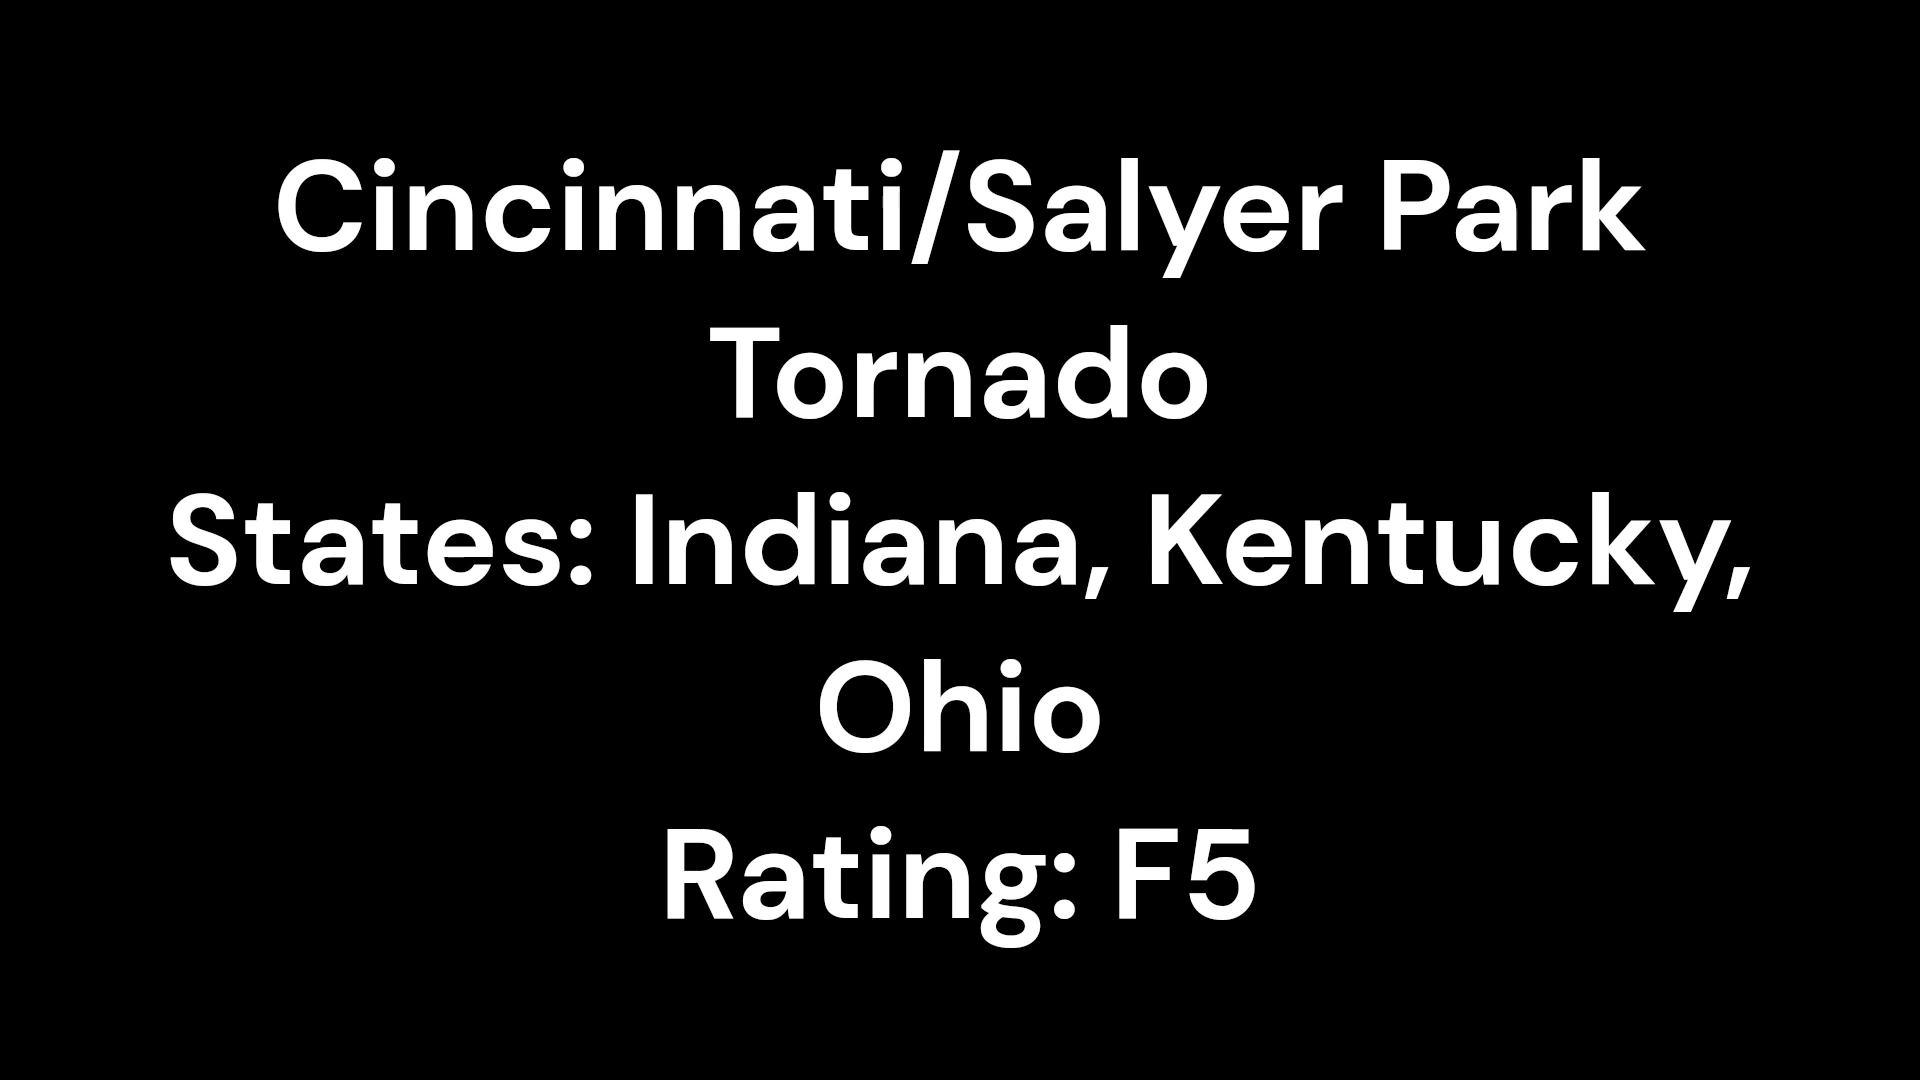 Cincinnati/Salyer Park
Tornado
States: Indiana, Kentucky,
Ohio
Rating: F5